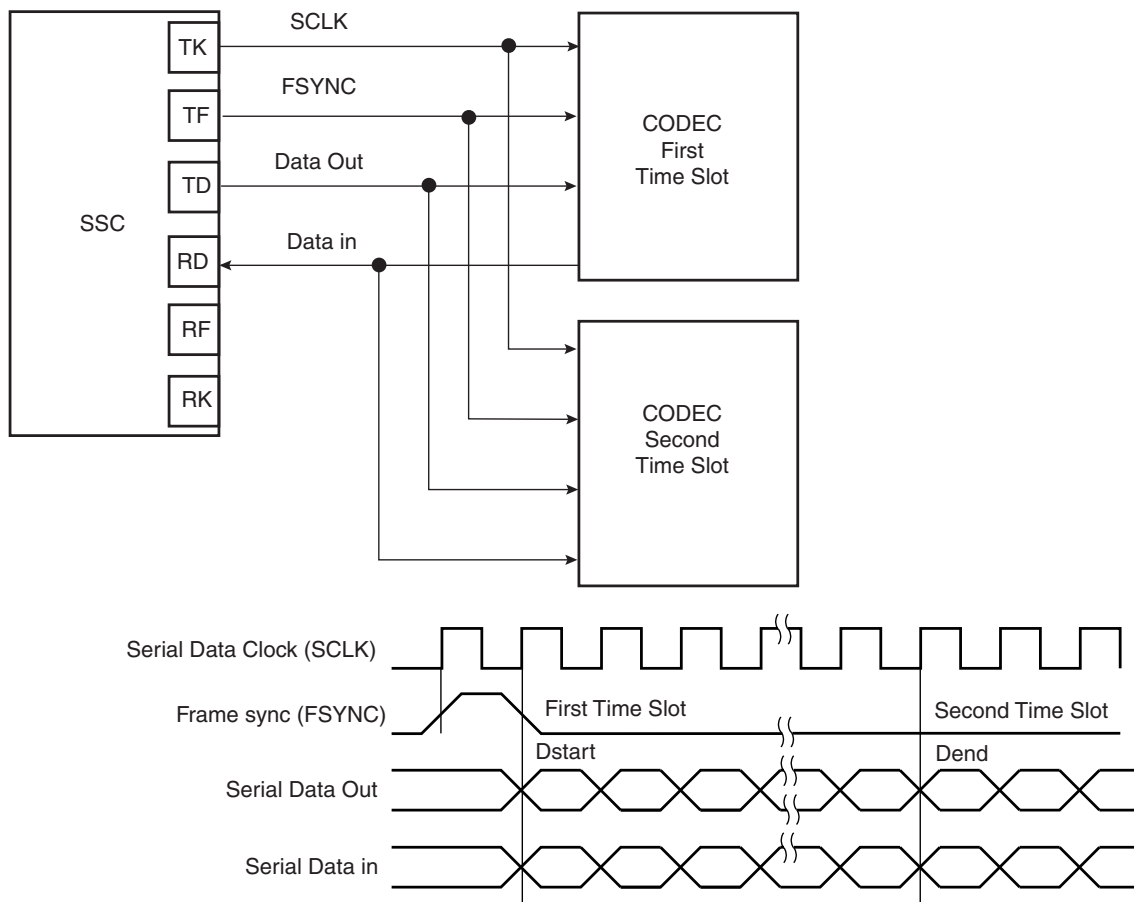 SSC
TK
TF
TD
RD
RF
RK
SCLK
FSYNC
Data Out
Data in
CODEC
First
Time Slot
CODEC
Second
Time Slot
Serial Data Clock (SCLK)
Frame sync (FSYNC)
First Time Slot
Second Time Slot
Dstart
Dend
Serial Data Out
Serial Data in